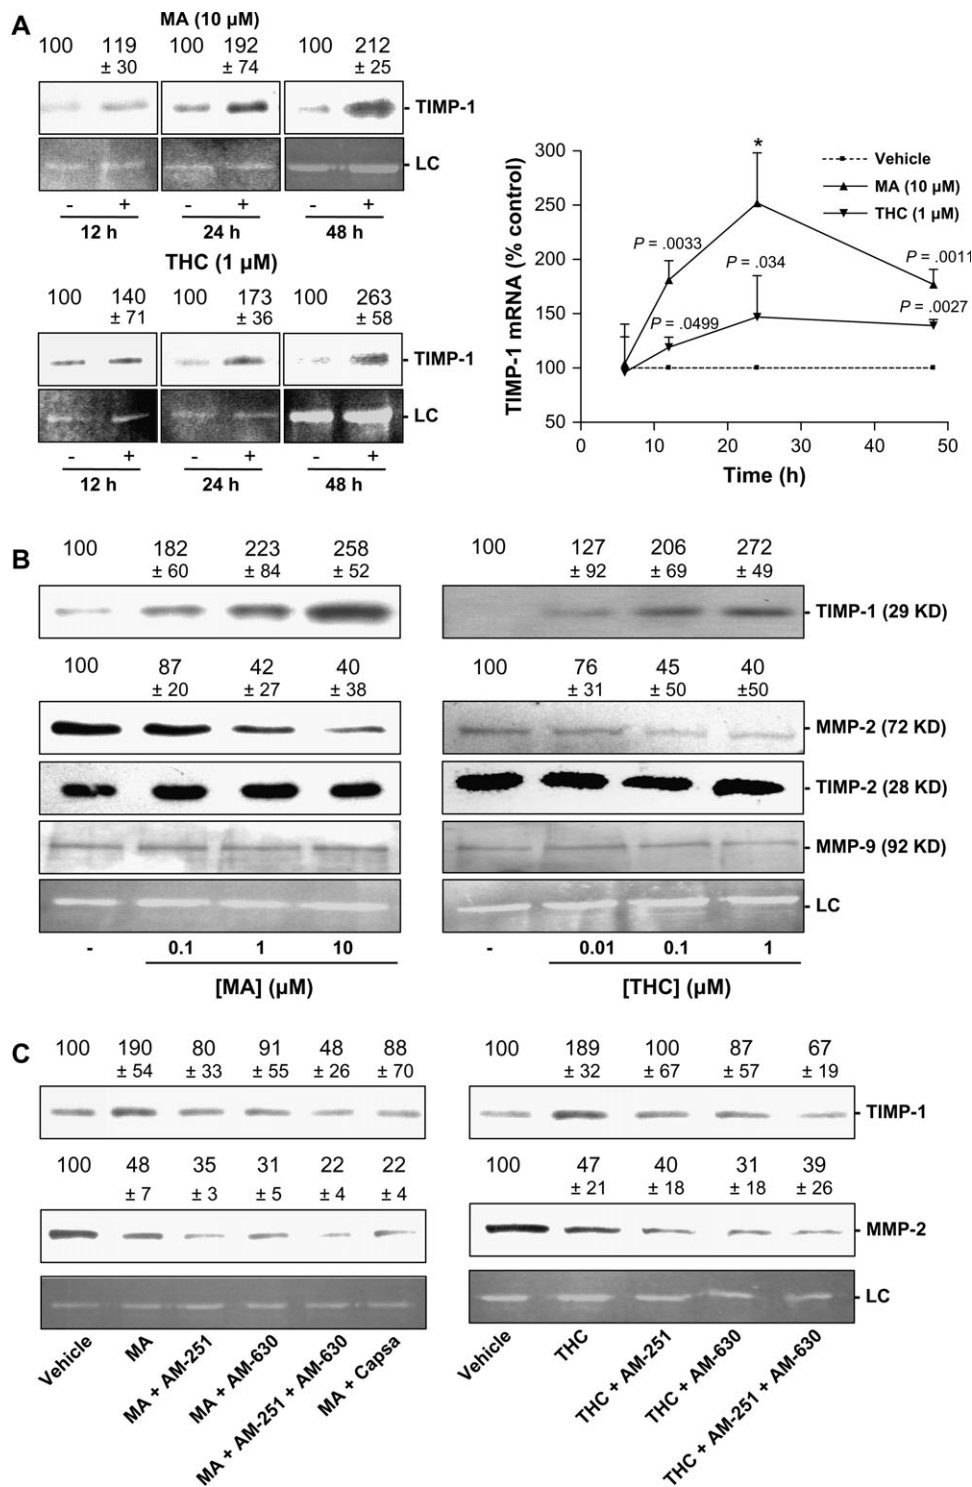 A
MA (10 µM)
100 119 100 192 100 212
± 30 ± 74 ± 25
TIMP-1
LC
- + - + - +
12 h 24 h 48 h
THC (1 µM)
100 140 100 173 100 263
± 71 ± 36 ± 58
TIMP-1
LC
- + - + - +
12 h 24 h 48 h
TIMP-1 mRNA (% control)
300
250
200
150
100
50
0 10 20 30 40 50
Time (h)
Vehicle
MA (10 µM)
THC (1 µM)
*
P = .0033
P = .034
P = .0011
P = .0499
P = .0027
B
100 182 223 258
± 60 ± 84 ± 52
100 127 206 272
± 92 ± 69 ± 49
TIMP-1 (29 KD)
100 87 42 40
± 20 ± 27 ± 38
100 76 45 40
± 31 ± 50 ±50
MMP-2 (72 KD)
TIMP-2 (28 KD)
MMP-9 (92 KD)
LC
- 0.1 1 10
[MA] (µM)
- 0.01 0.1 1
[THC] (µM)
C
100 190 80 91 48 88
± 54 ± 33 ± 55 ± 26 ± 70
100 189 100 87 67
± 32 ± 67 ± 57 ± 19
TIMP-1
100 48 35 31 22 22
± 7 ± 3 ± 5 ± 4 ± 4
100 47 40 31 39
± 21 ± 18 ± 18 ± 26
MMP-2
LC
Vehicle
MA
MA + AM-251
MA + AM-630
MA + AM-251 + AM-630
MA + Capsa
Vehicle
THC
THC + AM-251
THC + AM-630
THC + AM-251 + AM-630